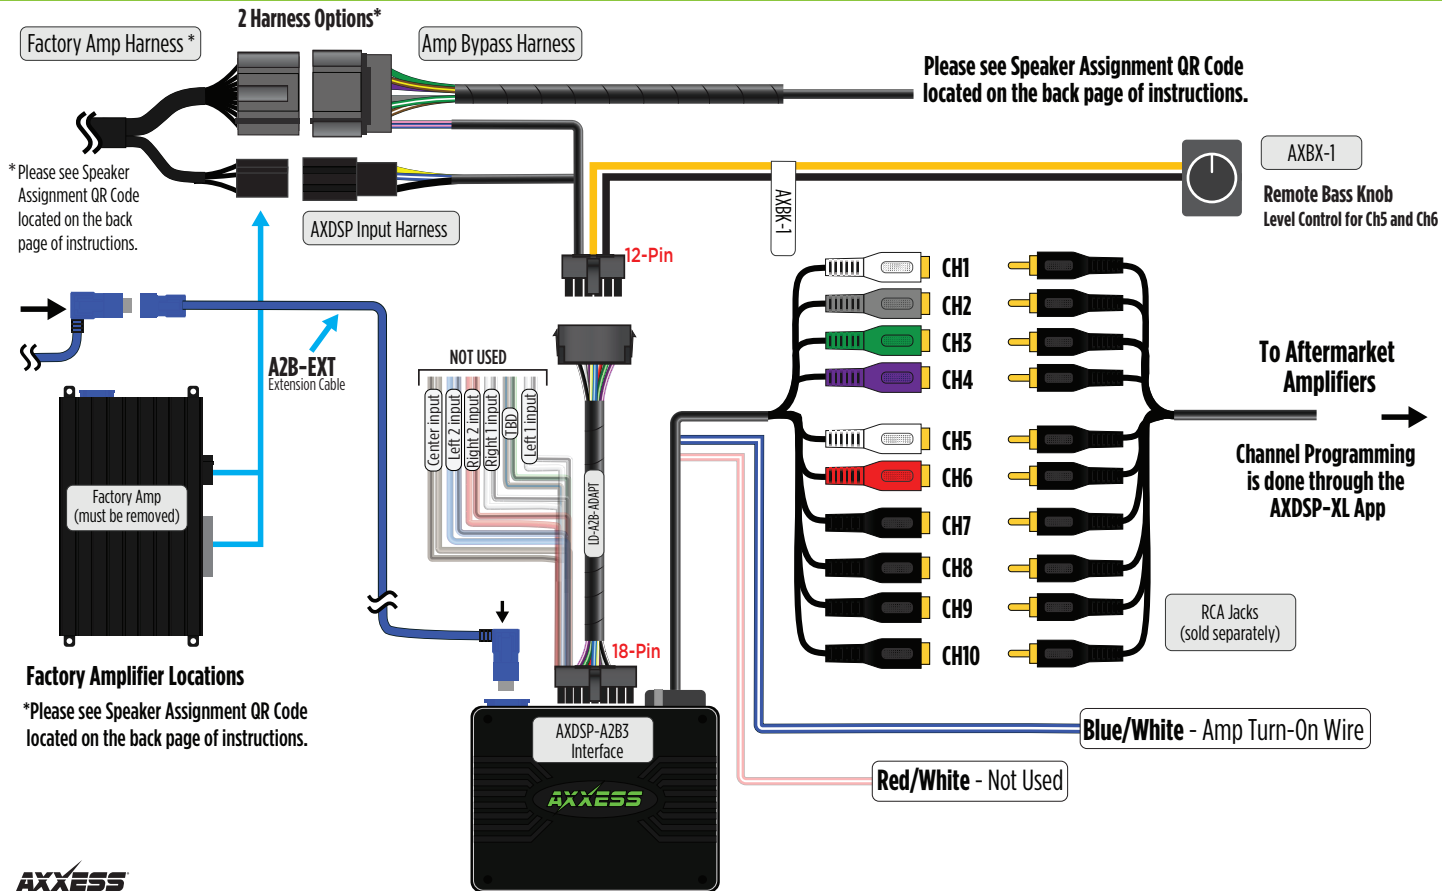 2 Harness Options*
Factory Amp Harness *
Amp Bypass Harness
Please see Speaker Assignment QR Code
located on the back page of instructions.
*Please see Speaker
Assignment QR Code
located on the back
page of instructions.
AXDSP Input Harness
AXBK-1
AXBX-1
Remote Bass Knob
Level Control for Ch5 and Ch6
12-Pin
A2B-EXT
Extension Cable
NOT USED
Center input
Left 2 input
Right 2 input
Right 1 input
TBD
Left 1 input
LD-A2B-ADAPT
CH1
CH2
CH3
CH4
CH5
CH6
CH7
CH8
CH9
CH10
To Aftermarket
Amplifiers
Channel Programming
is done through the
AXDSP-XL App
RCA Jacks
(sold separately)
Factory Amp
(must be removed)
Factory Amplifier Locations
*Please see Speaker Assignment QR Code
located on the back page of instructions.
18-Pin
AXDSP-A2B3
Interface
AXXESS
Blue/White - Amp Turn-On Wire
Red/White - Not Used
AXXESS